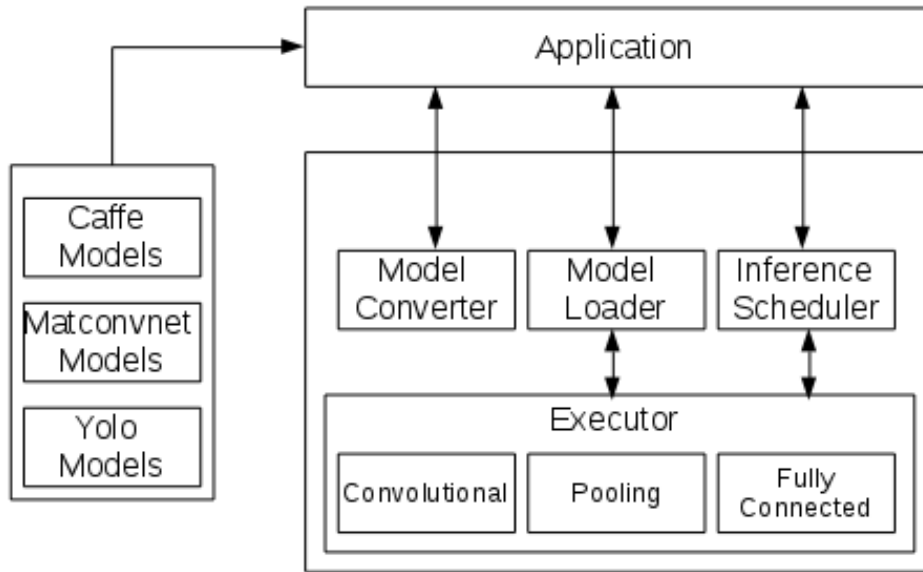 Application
Caffe
Models
Matconvnet
Models
Yolo
Models
Model
Converter
Model
Loader
Inference
Scheduler
Executor
Convolutional
Pooling
Fully
Connected